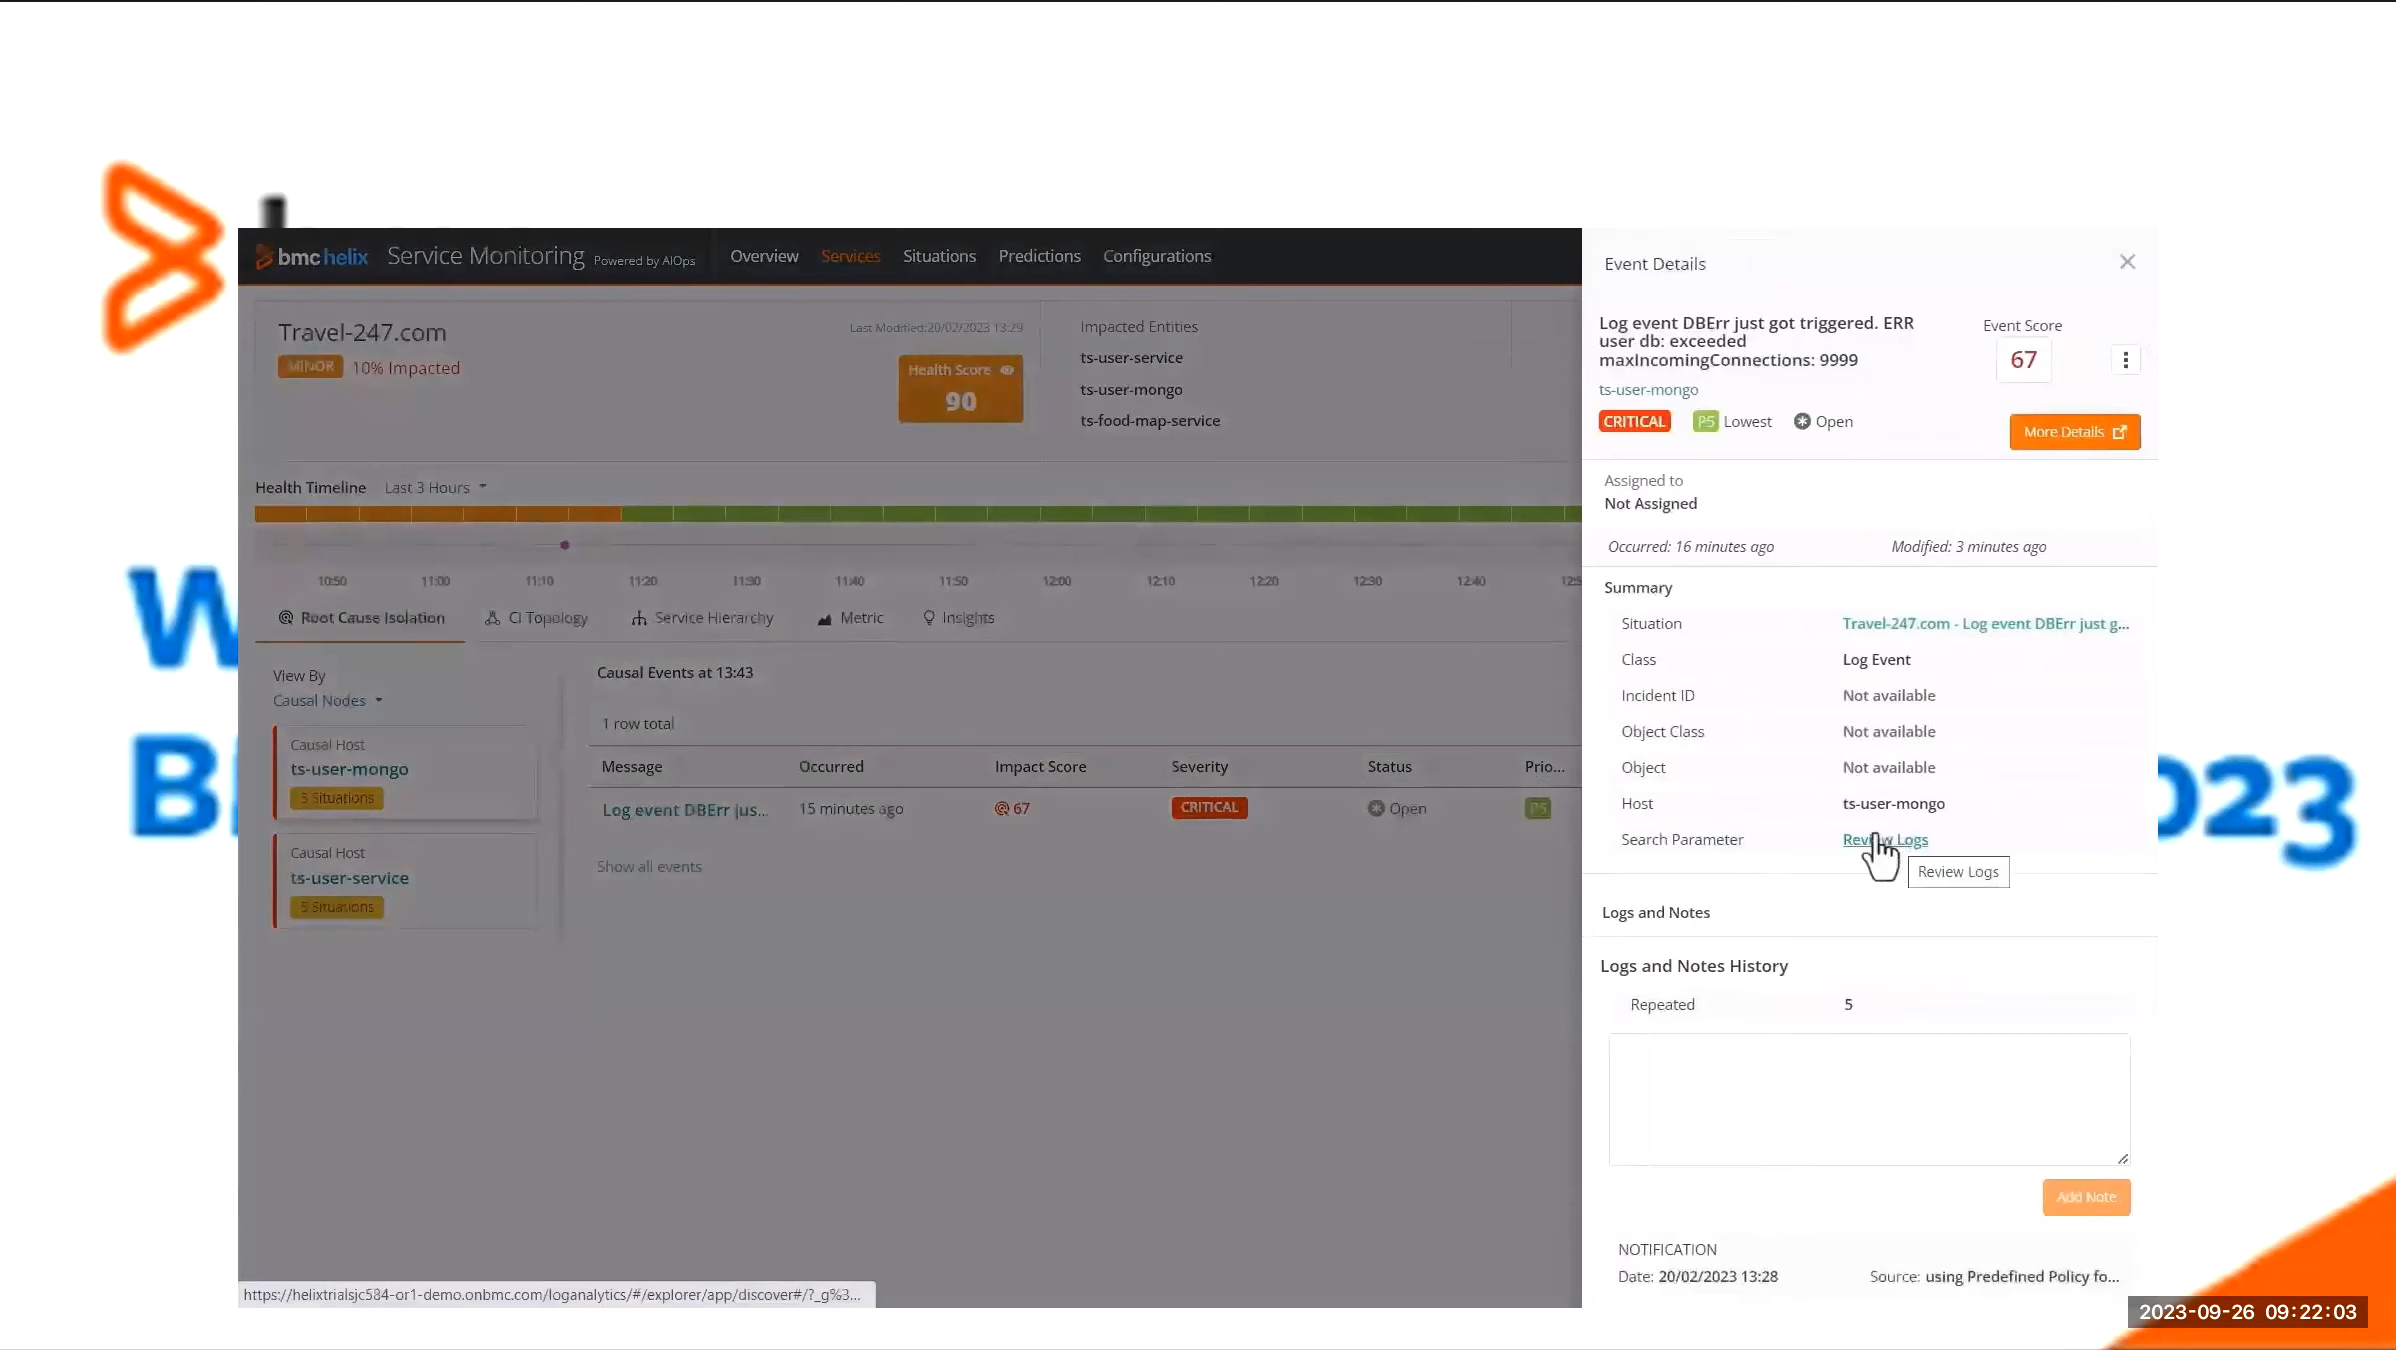 bmc helix Service Monitoring Powered by AIOps
Overview Services Situations Predictions Configurations
Travel-247.com
Last Modified:20/02/2023 13:29
MINOR 10% Impacted
Health Score
90
Impacted Entities
ts-user-service
ts-user-mongo
ts-food-map-service
Health Timeline Last 3 Hours
10:50 11:00 11:10 11:20 11:30 11:40 11:50 12:00 12:10 12:20 12:30 12:40
Root Cause Isolation CI Topology Service Hierarchy Metric Insights
View By
Causal Nodes
Causal Host
ts-user-mongo
Situations
Causal Host
ts-user-service
5 Situations
Causal Events at 13:43
1 row total
Message Occurred Impact Score Severity Status Prio...
Log event DBErr jus... 15 minutes ago 67 CRITICAL Open P5
Show all events
https://helixtrialsjc584-or1-demo.onbmc.com/loganalytics/#/explorer/app/discover#/?_g%3...
Event Details
Log event DBErr just got triggered. ERR
user db: exceeded
maxIncomingConnections: 9999
Event Score
67
ts-user-mongo
CRITICAL P5 Lowest Open
More Details
Assigned to
Not Assigned
Occurred: 16 minutes ago Modified: 3 minutes ago
Summary
Situation Travel-247.com - Log event DBErr just g...
Class Log Event
Incident ID Not available
Object Class Not available
Object Not available
Host ts-user-mongo
Search Parameter Review Logs
Review Logs
Logs and Notes
Logs and Notes History
Repeated 5
Add Note
NOTIFICATION
Date: 20/02/2023 13:28 Source: using Predefined Policy fo...
2023-09-26 09:22:03